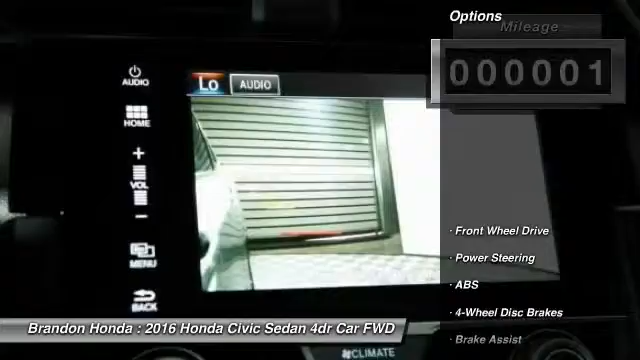 Options
Mileage
000001
AUDIO
Lo AUDIO
HOME
+
VOL
−
MENU
BACK
· Front Wheel Drive
· Power Steering
· ABS
· 4-Wheel Disc Brakes
· Brake Assist
Brandon Honda : 2016 Honda Civic Sedan 4dr Car FWD
CLIMATE